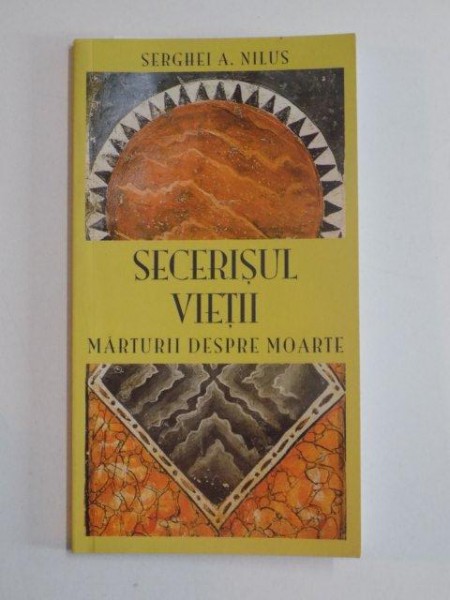 SERGHEI A. NILUS
SECERIȘUL
VIEȚII
MĂRTURII DESPRE MOARTE